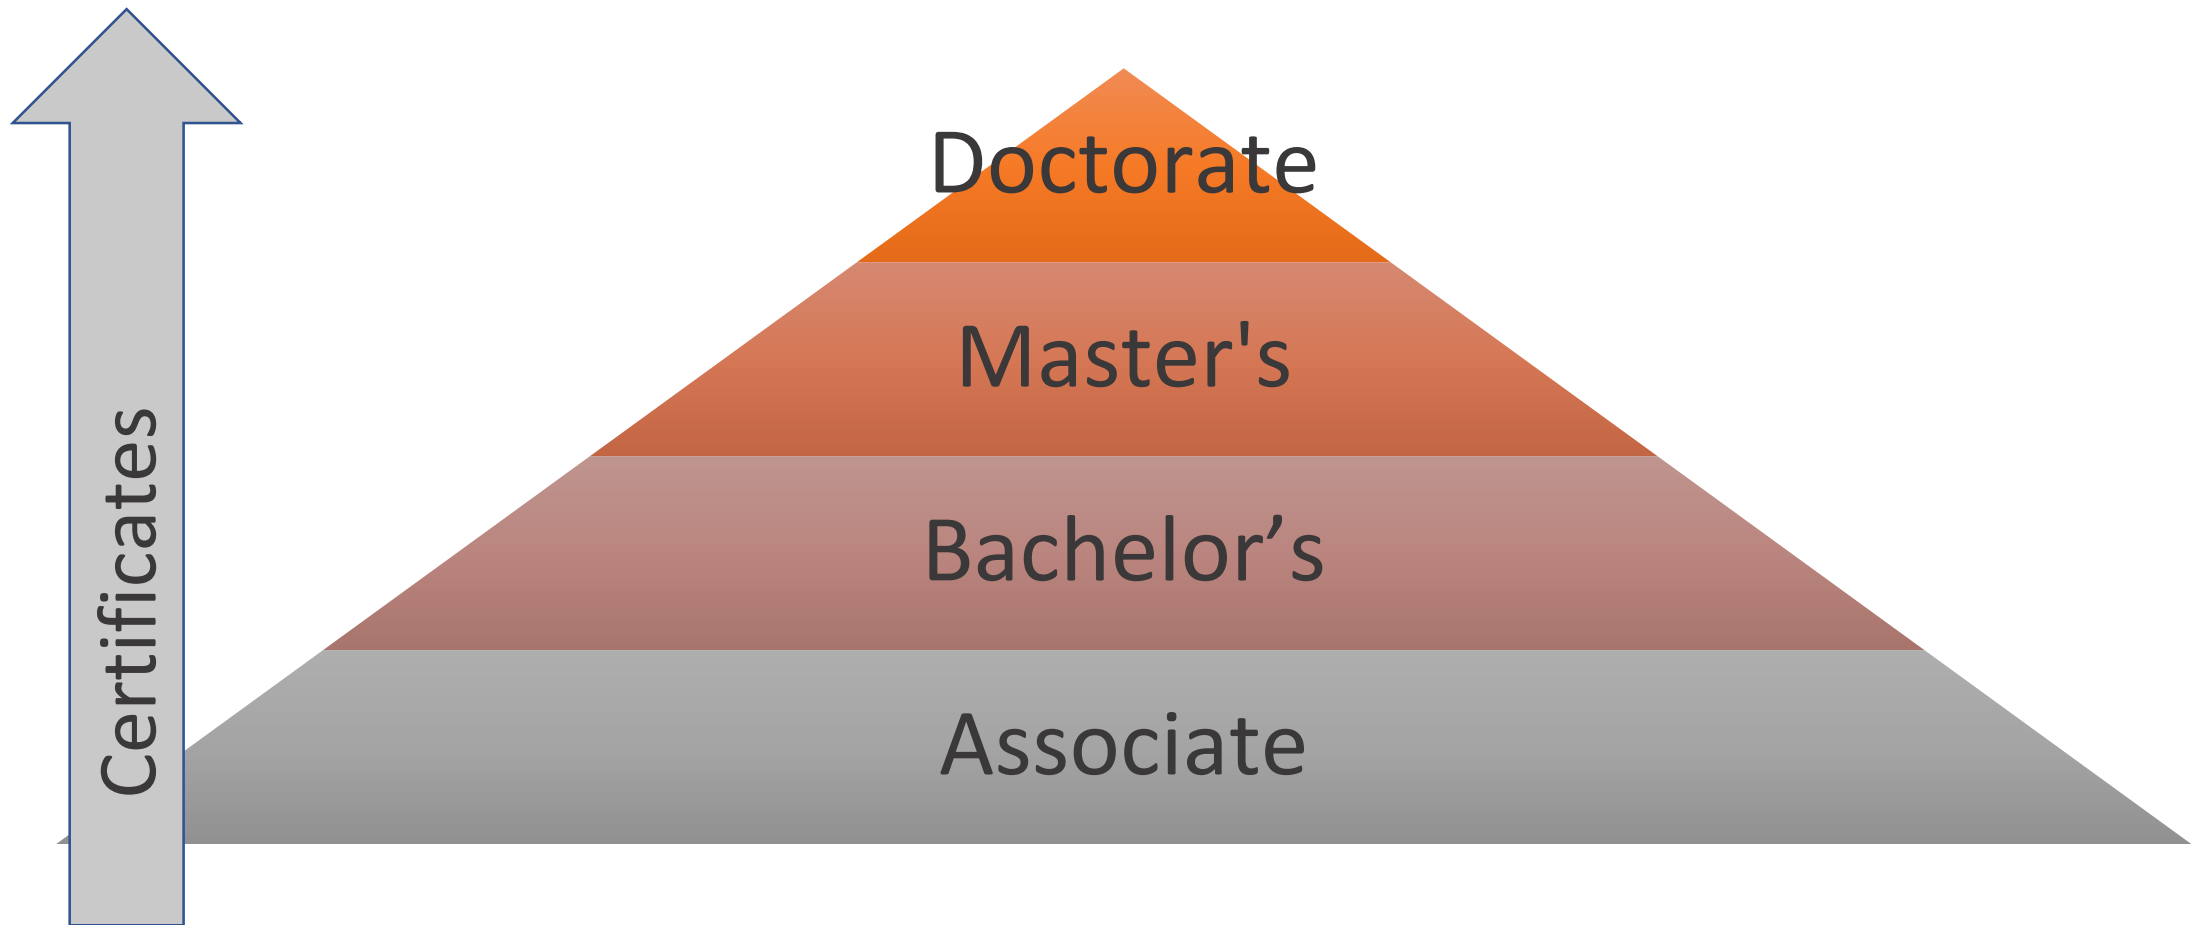 Certificates
Doctorate
Master's
Bachelor’s
Associate